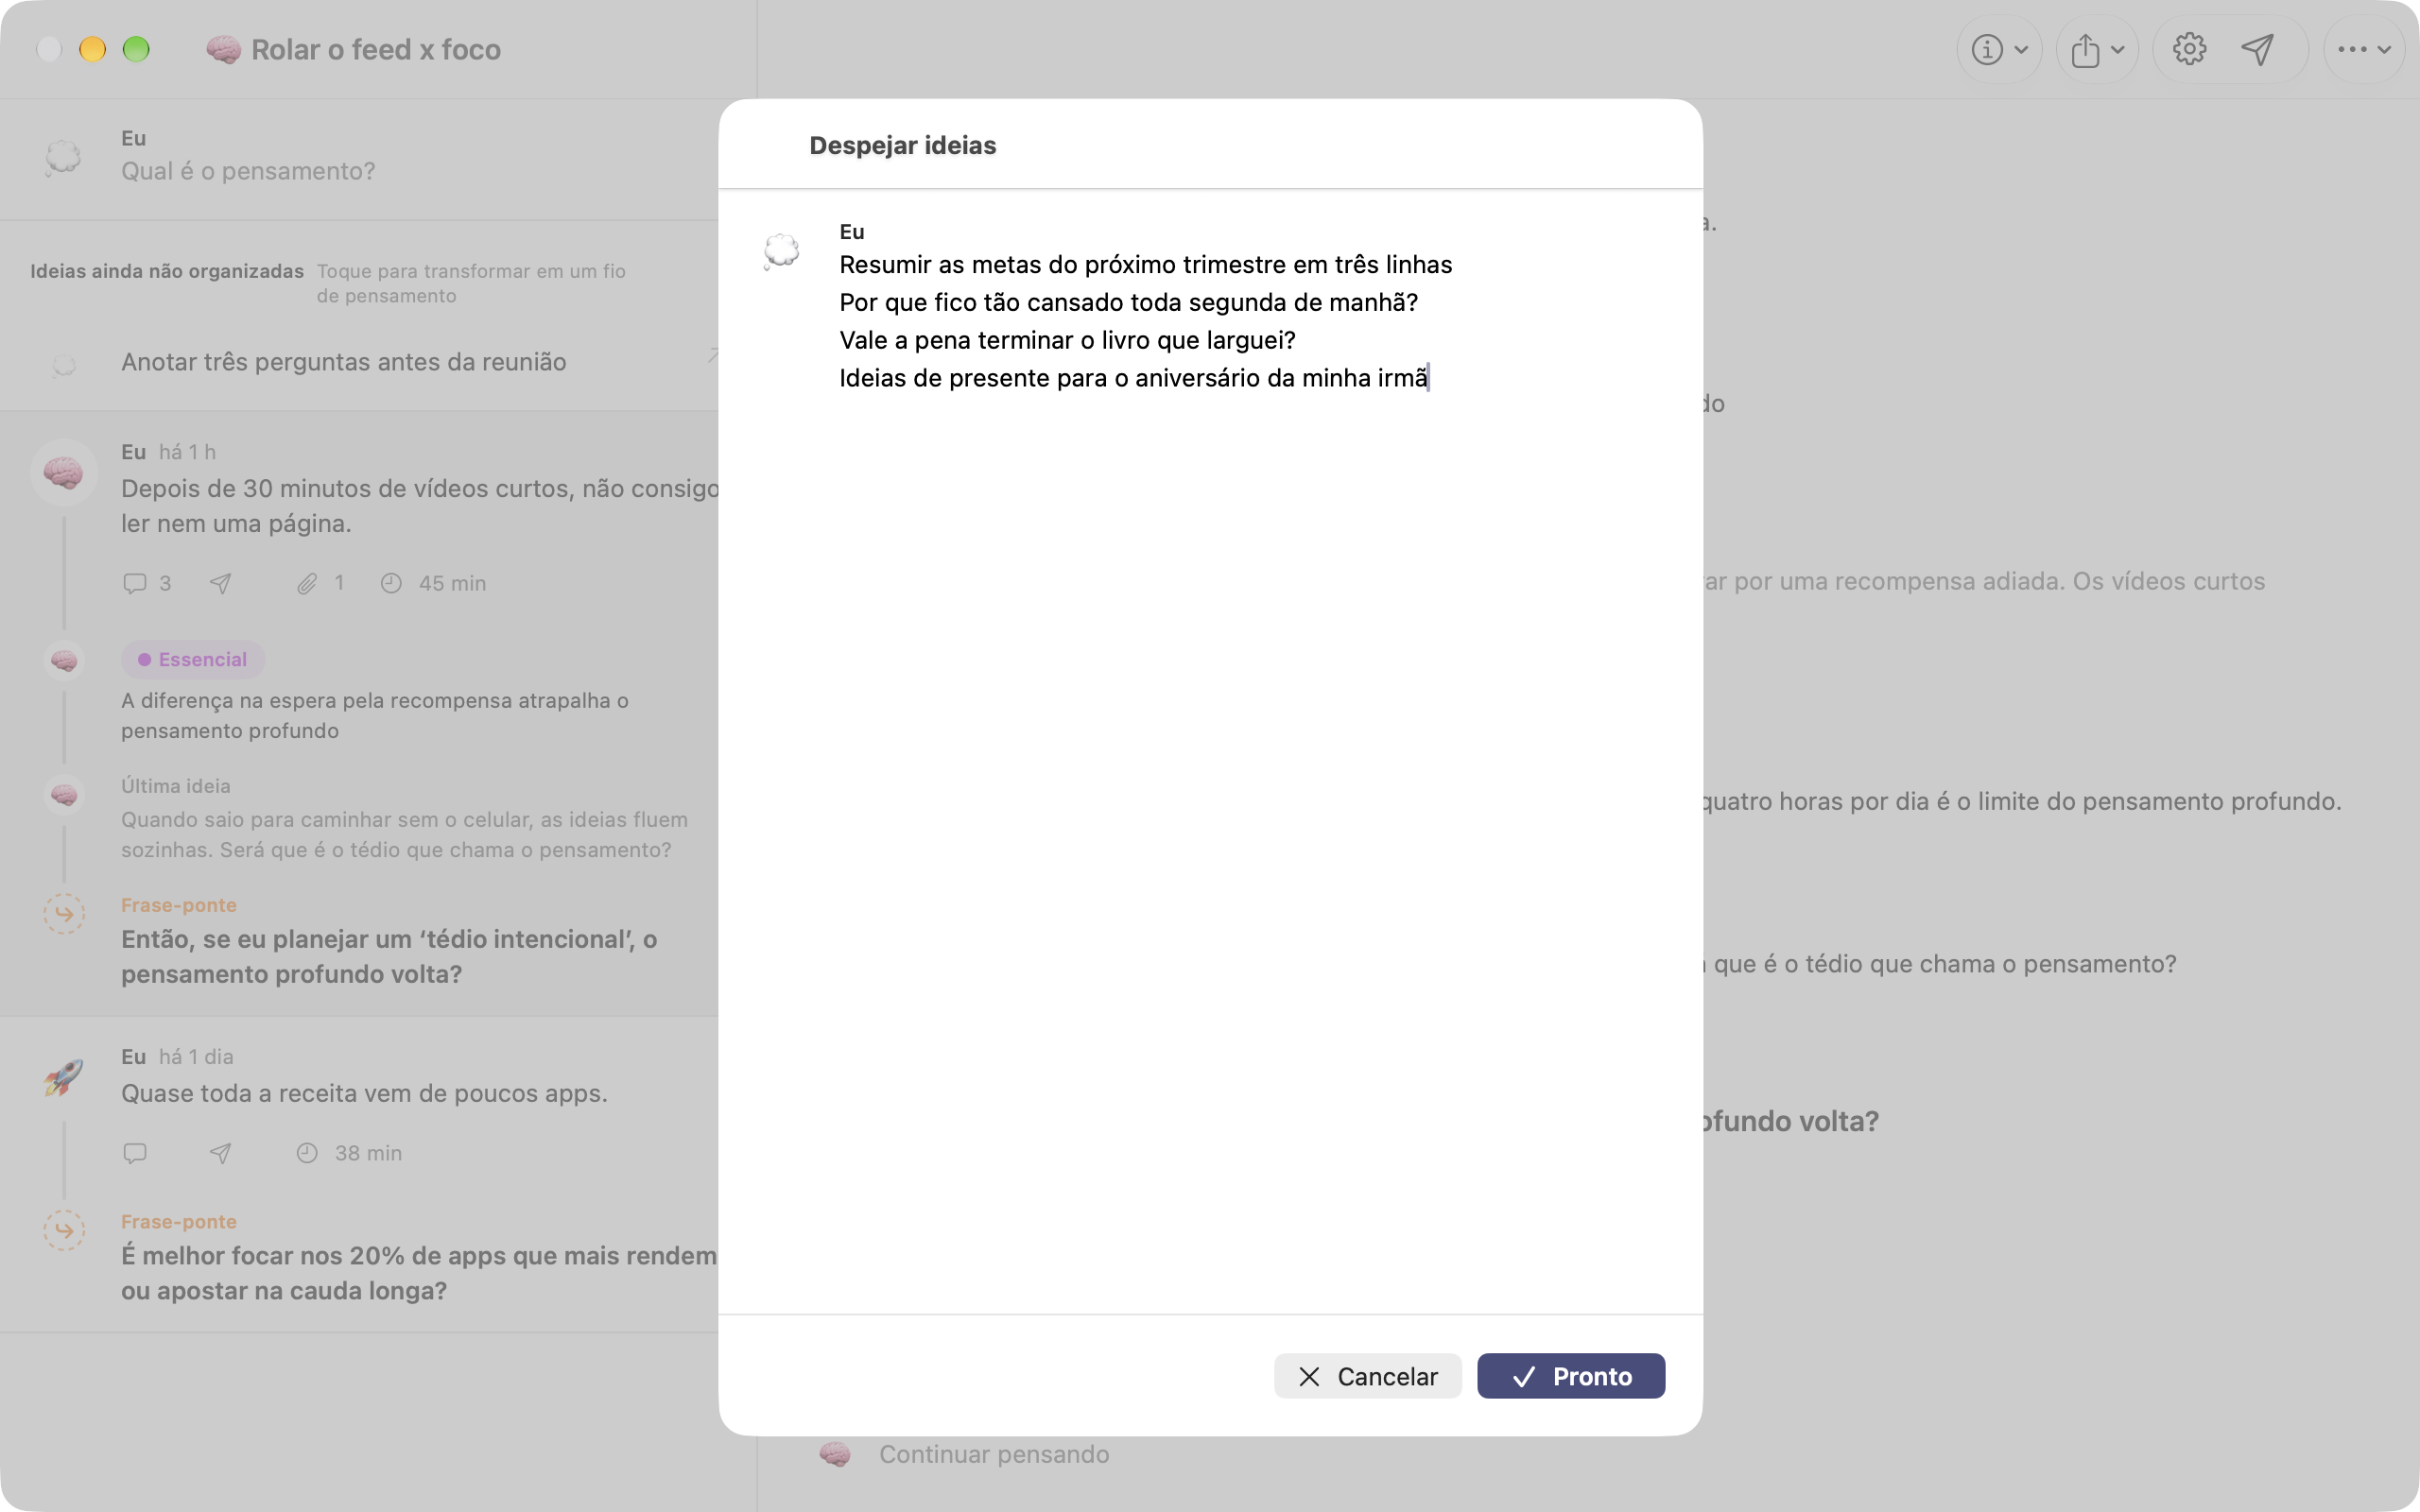 Rolar o feed x foco
Eu
Qual é o pensamento?
Ideias ainda não organizadas
Toque para transformar em um fio
de pensamento
Anotar três perguntas antes da reunião
Eu há 1 h
Depois de 30 minutos de vídeos curtos, não consigo
ler nem uma página.
3 1 45 min
Essencial
A diferença na espera pela recompensa atrapalha o
pensamento profundo
Última ideia
Quando saio para caminhar sem o celular, as ideias fluem
sozinhas. Será que é o tédio que chama o pensamento?
Frase-ponte
Então, se eu planejar um ‘tédio intencional’, o
pensamento profundo volta?
Eu há 1 dia
Quase toda a receita vem de poucos apps.
38 min
Frase-ponte
É melhor focar nos 20% de apps que mais rendem
ou apostar na cauda longa?
Despejar ideias
Eu
Resumir as metas do próximo trimestre em três linhas
Por que fico tão cansado toda segunda de manhã?
Vale a pena terminar o livro que larguei?
Ideias de presente para o aniversário da minha irmã
Cancelar
Pronto
por uma recompensa adiada. Os vídeos curtos
quatro horas por dia é o limite do pensamento profundo.
que é o tédio que chama o pensamento?
volta?
Continuar pensando